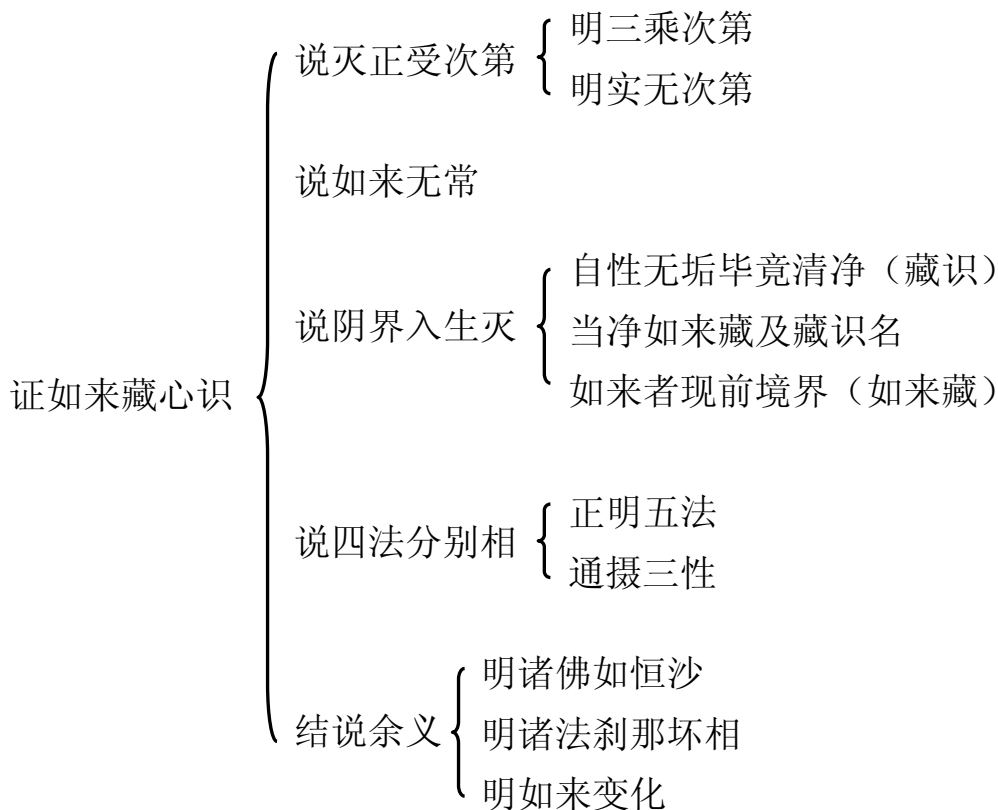 证如来藏心识
说灭正受次第
明三乘次第
明实无次第
说如来无常
说阴界入生灭
自性无垢毕竟清净（藏识）
当净如来藏及藏识名
如来者现前境界（如来藏）
说四法分别相
正明五法
通摄三性
结说余义
明诸佛如恒沙
明诸法刹那坏相
明如来变化